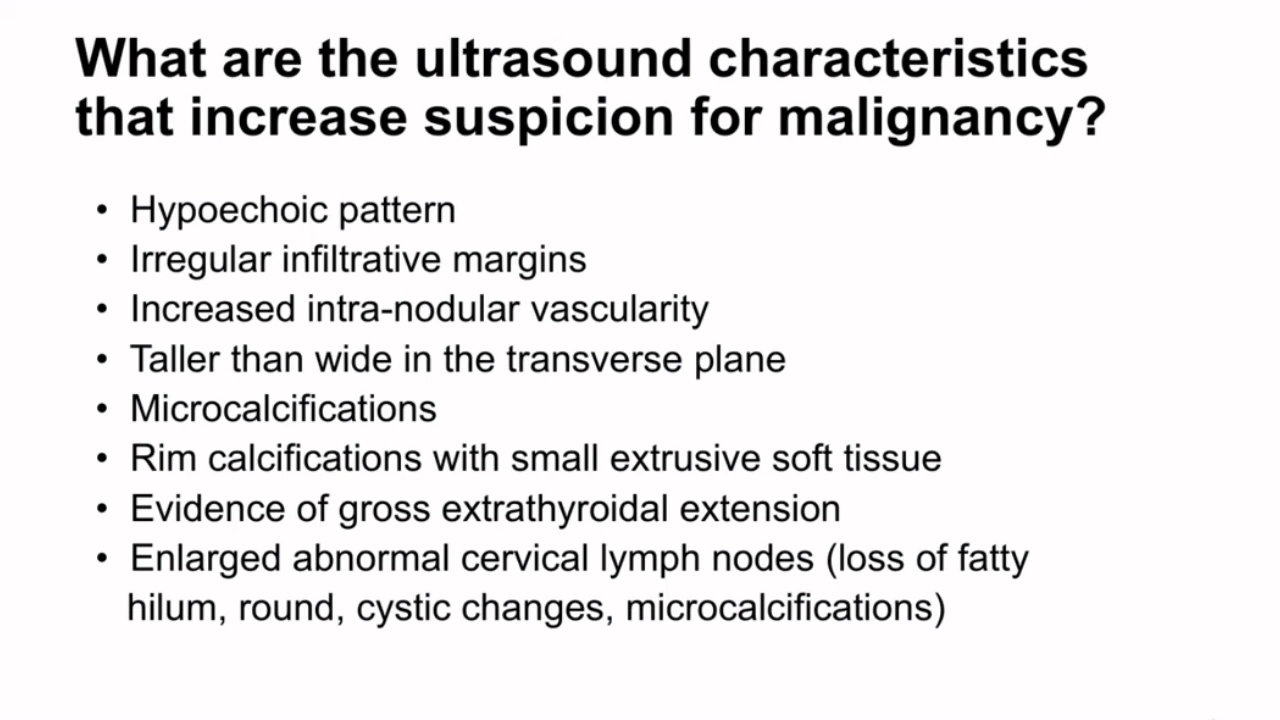 What are the ultrasound characteristics
that increase suspicion for malignancy?
• Hypoechoic pattern
• Irregular infiltrative margins
• Increased intra-nodular vascularity
• Taller than wide in the transverse plane
• Microcalcifications
• Rim calcifications with small extrusive soft tissue
• Evidence of gross extrathyroidal extension
• Enlarged abnormal cervical lymph nodes (loss of fatty
hilum, round, cystic changes, microcalcifications)